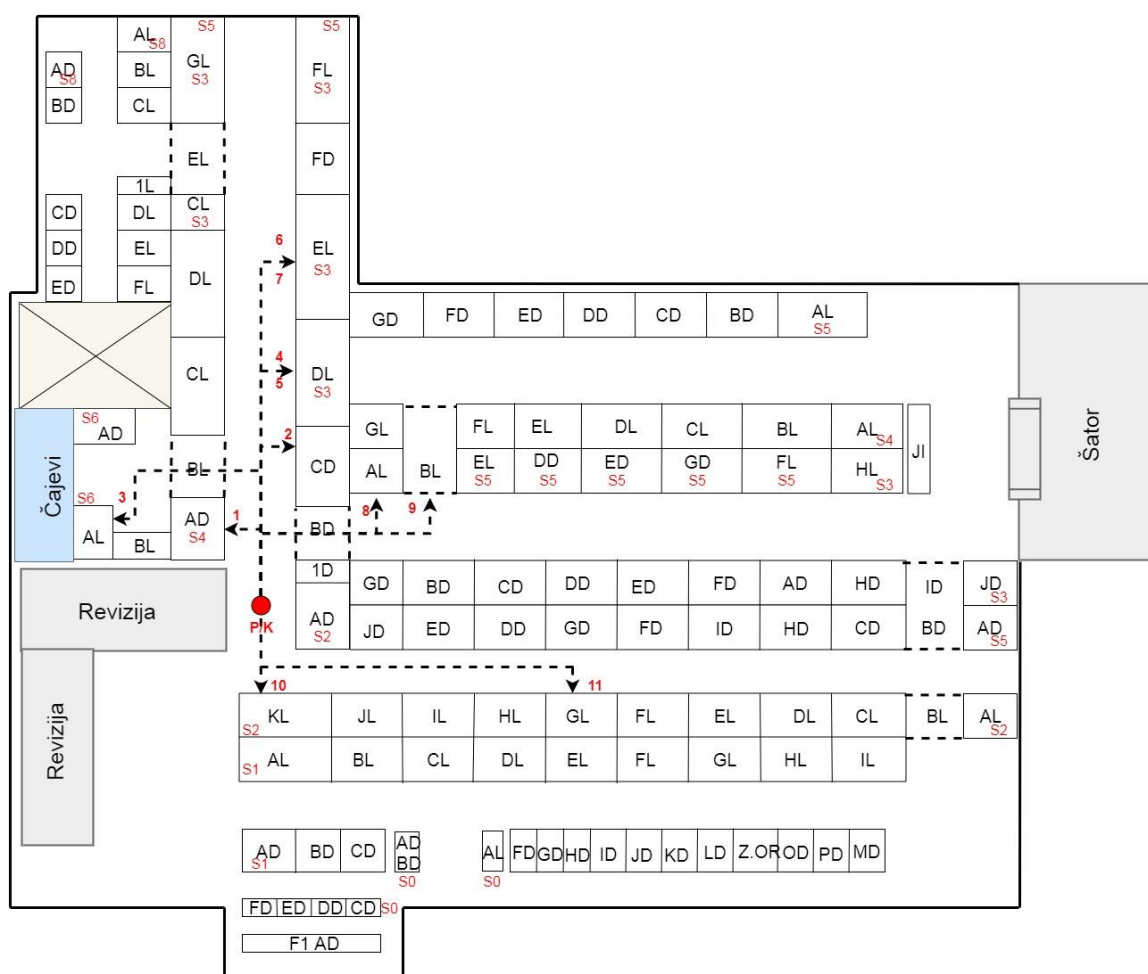 AL S8 S5 S5
AD S8 BL GL S3 FL S3
BD CL
EL FD
1L
CD DL CL S3
DD EL DL EL S3 6
7
ED FL
GD FD ED DD CD BD AL S5
CL 4 DL S3
5
S6 AD 2 CD GL FL EL DL CL BL AL S4
Čajevi BL AL BL EL S5 DD S5 ED S5 GD S5 FL S5 HL S3 JI
Šator
S6 3 AL BL AD S4 1 BD 8 9
1D GD BD CD DD ED FD AD HD ID JD S3
Revizija P/K AD S2 JD ED DD GD FD ID HD CD BD AD S5
Revizija
10 11
KL S2 JL IL HL GL FL EL DL CL BL AL S2
S1 AL BL CL DL EL FL GL HL IL
AD S1 BD CD AD BD S0 AL S0 FD GD HD ID JD KD LD Z.OR OD PD MD
FD ED DD CD S0
F1 AD